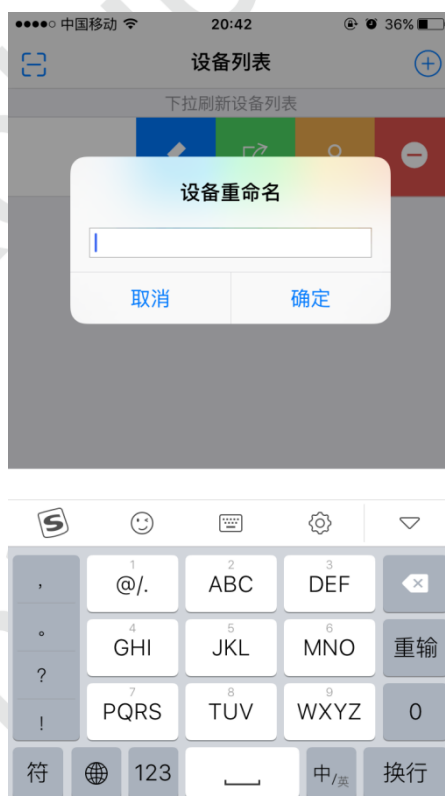 中国移动 20:42 36%
设备列表
下拉刷新设备列表
设备重命名
取消 确定
S
, 1 @/. 2 ABC 3 DEF
。 4 GHI 5 JKL 6 MNO 重输
?
! 7 PQRS 8 TUV 9 WXYZ 0
符 123 中/英 换行